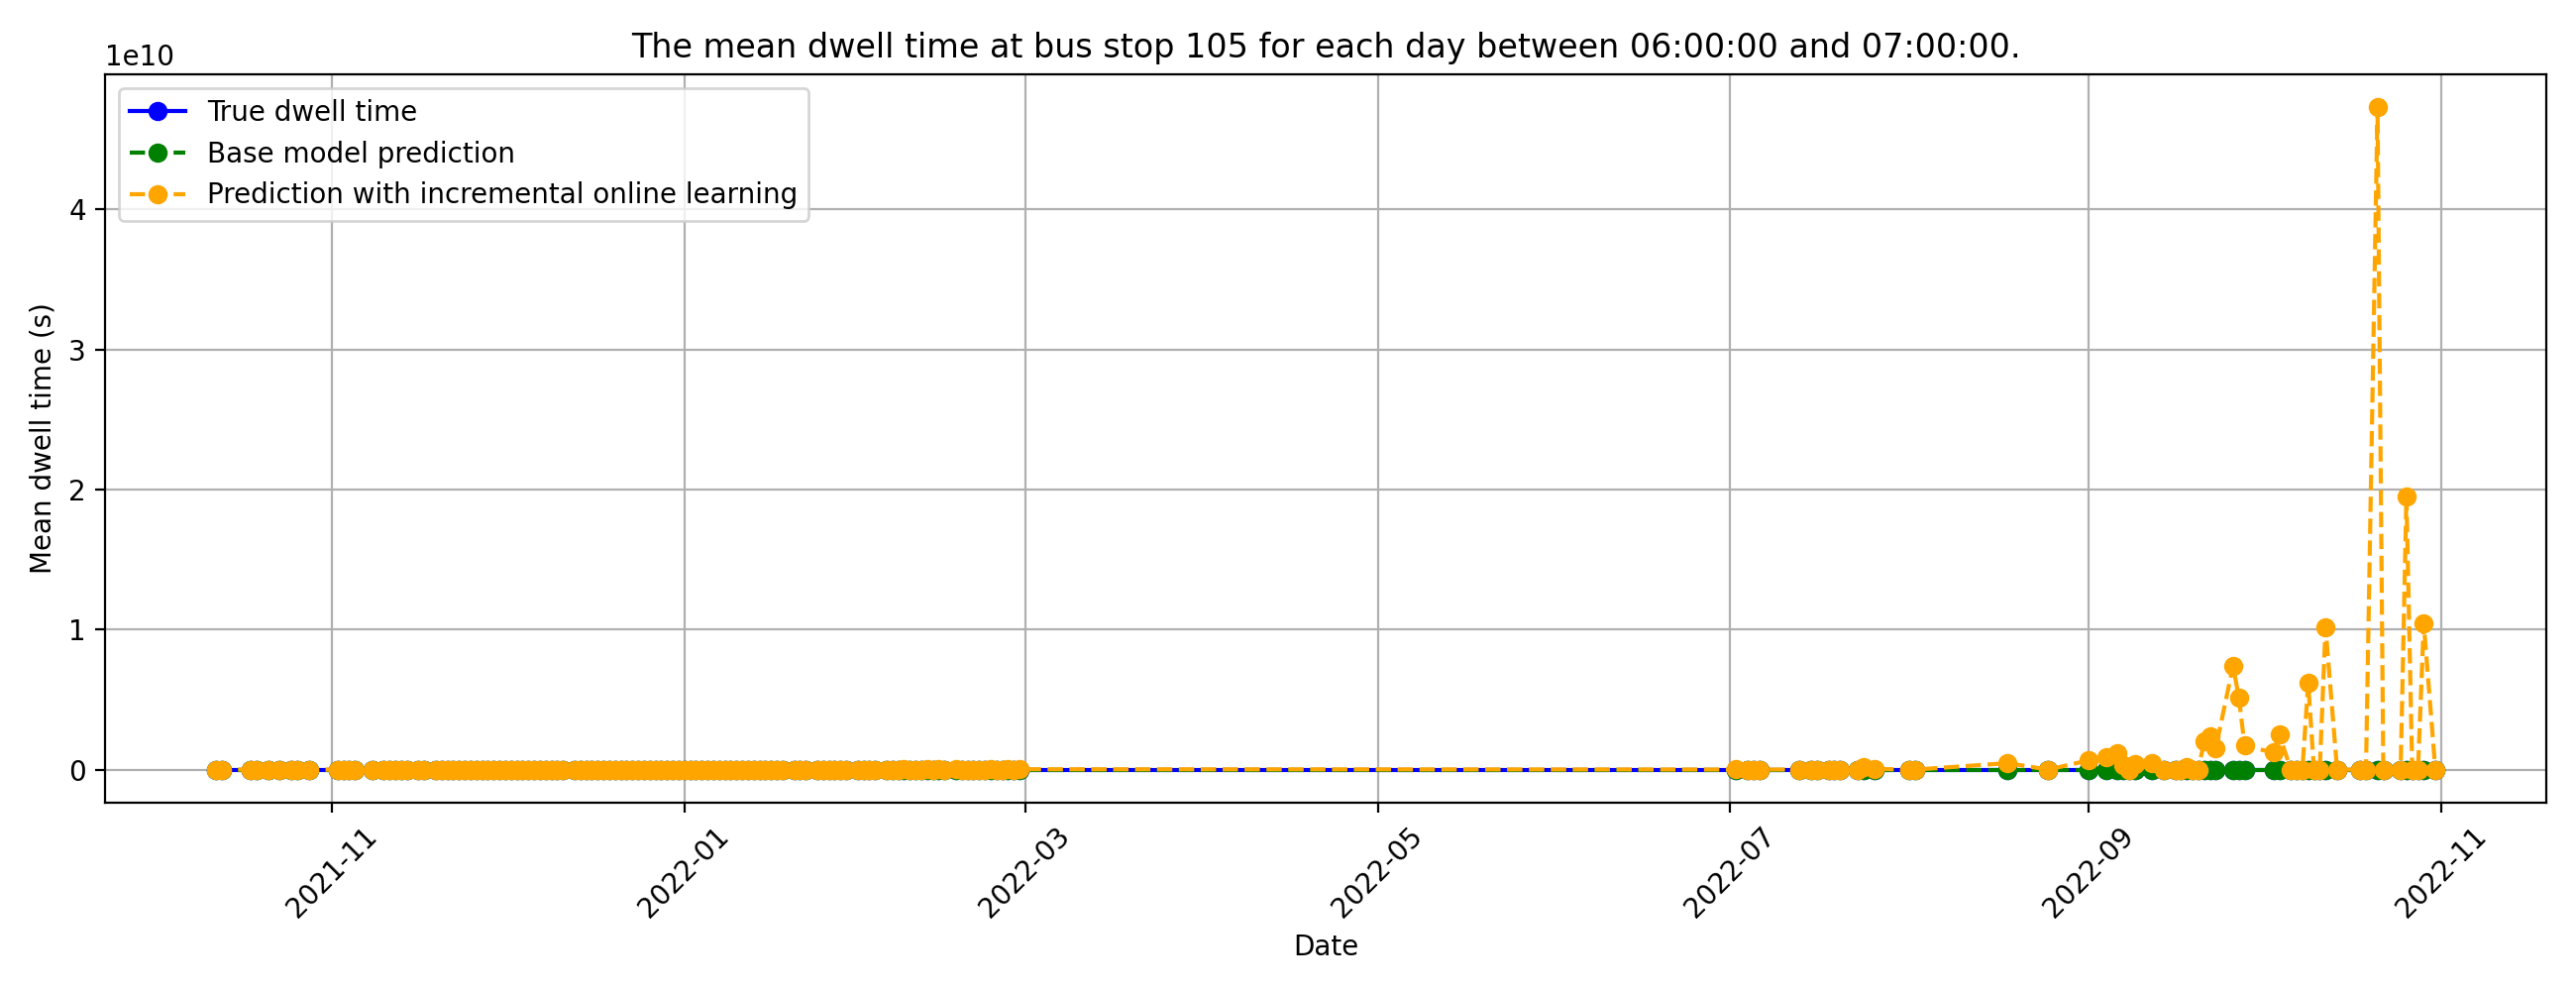 The mean dwell time at bus stop 105 for each day between 06:00:00 and 07:00:00.
1e10
True dwell time
Base model prediction
Prediction with incremental online learning
Mean dwell time (s)
4
3
2
1
0
2021-11
2022-01
2022-03
2022-05
2022-07
2022-09
2022-11
Date